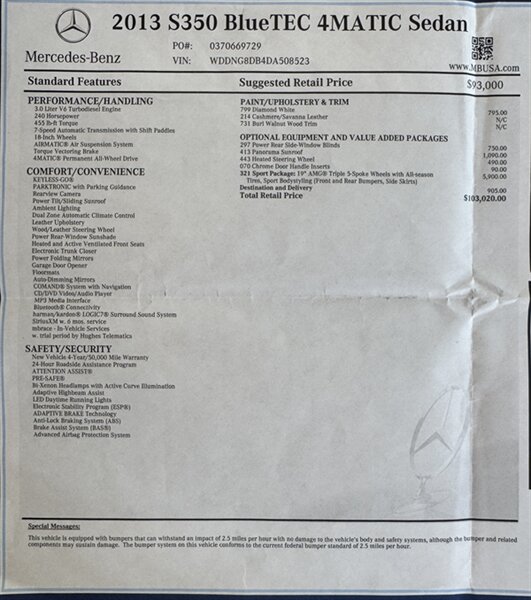 2013 S350 BlueTEC 4MATIC Sedan
Mercedes-Benz
PO#: 0370669729
VIN: WDDNG8DB4DA508523
www.MBUSA.com
Standard Features
Suggested Retail Price
$93,000
PERFORMANCE/HANDLING
3.0 Liter V6 Turbodiesel Engine
240 Horsepower
455 lb-ft Torque
7-Speed Automatic Transmission with Shift Paddles
18-Inch Wheels
AIRMATIC® Air Suspension System
Torque Vectoring Brake
4MATIC® Permanent All-Wheel Drive
COMFORT/CONVENIENCE
KEYLESS-GO®
PARKTRONIC with Parking Guidance
Rearview Camera
Power Tilt/Sliding Sunroof
Ambient Lighting
Dual Zone Automatic Climate Control
Leather Upholstery
Wood/Leather Steering Wheel
Power Rear-Window Sunshade
Heated and Active Ventilated Front Seats
Electronic Trunk Closer
Power Folding Mirrors
Garage Door Opener
Floormats
Auto-Dimming Mirrors
COMAND® System with Navigation
CD/DVD Video/Audio Player
MP3 Media Interface
Bluetooth® Connectivity
harman/kardon® LOGIC7® Surround Sound System
SiriusXM w. 6 mos. service
mbrace - In-Vehicle Services
w. trial period by Hughes Telematics
SAFETY/SECURITY
New Vehicle 4-Year/50,000 Mile Warranty
24-Hour Roadside Assistance Program
ATTENTION ASSIST®
PRE-SAFE®
Bi-Xenon Headlamps with Active Curve Illumination
Adaptive Highbeam Assist
LED Daytime Running Lights
Electronic Stability Program (ESP®)
ADAPTIVE BRAKE Technology
Anti-Lock Braking System (ABS)
Brake Assist System (BAS®)
Advanced Airbag Protection System
PAINT/UPHOLSTERY & TRIM
799 Diamond White 795.00
214 Cashmere/Savanna Leather N/C
731 Burl Walnut Wood Trim N/C
OPTIONAL EQUIPMENT AND VALUE ADDED PACKAGES
297 Power Rear Side-Window Blinds 750.00
413 Panorama Sunroof 1,090.00
443 Heated Steering Wheel 490.00
070 Chrome Door Handle Inserts 90.00
321 Sport Package: 19" AMG® Triple 5-Spoke Wheels with All-season 5,900.00
Tires, Sport Bodystyling (Front and Rear Bumpers, Side Skirts)
Destination and Delivery 905.00
Total Retail Price $103,020.00
Special Messages:
This vehicle is equipped with bumpers that can withstand an impact of 2.5 miles per hour with no damage to the vehicle's body and safety systems, although the bumper and related
components may sustain damage. The bumper system on this vehicle conforms to the current federal bumper standard of 2.5 miles per hour.